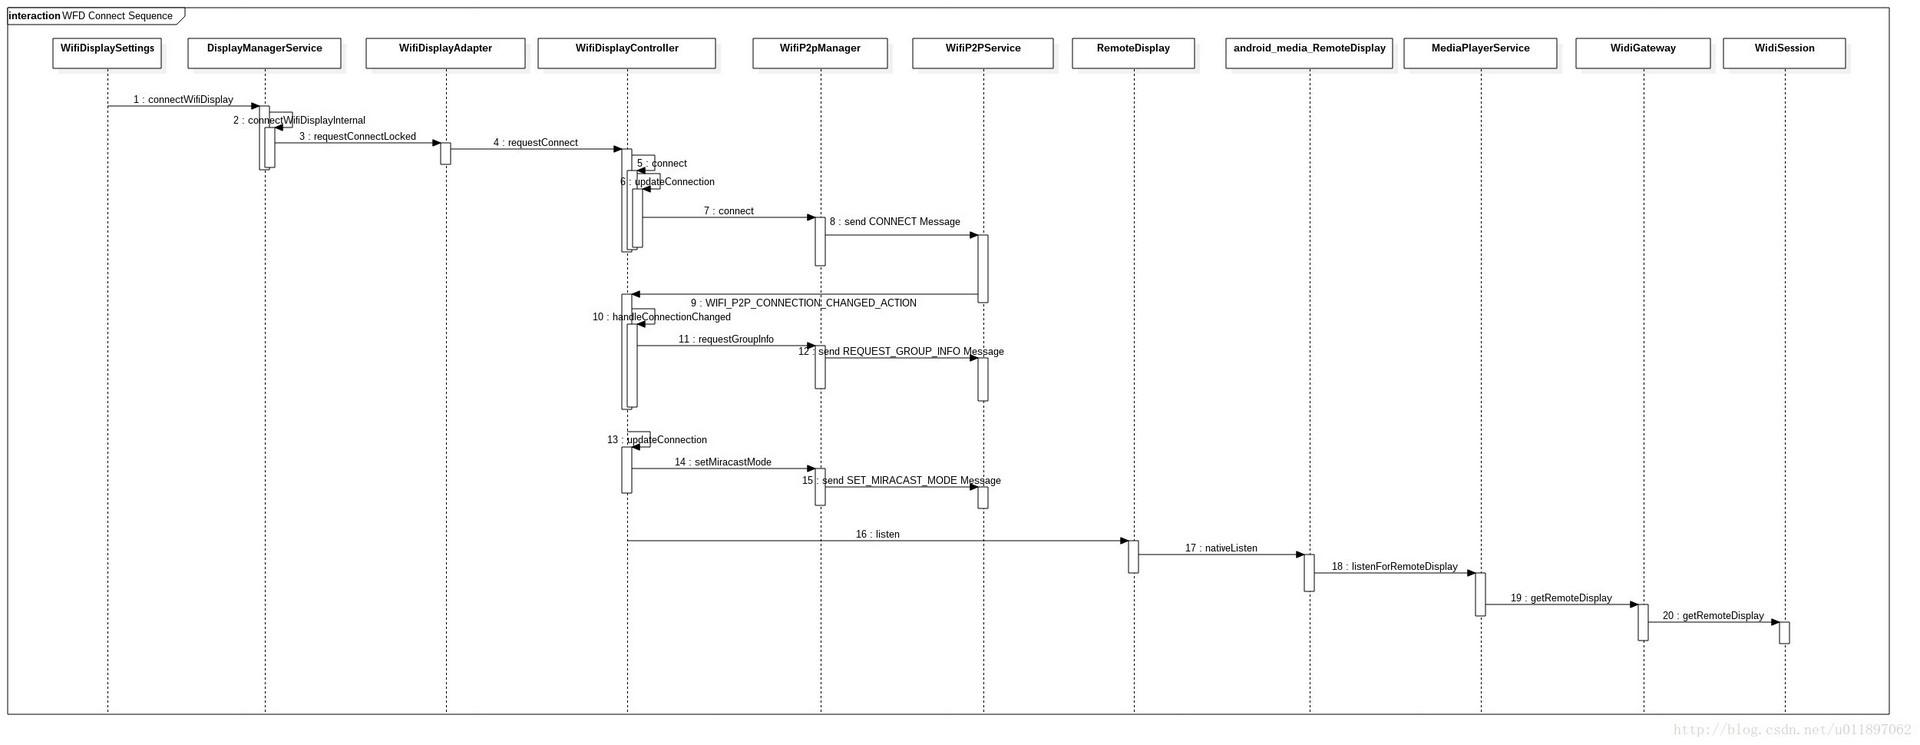 interaction WFD Connect Sequence
WifiDisplaySettings
DisplayManagerService
WifiDisplayAdapter
WifiDisplayController
WifiP2pManager
WifiP2PService
RemoteDisplay
android_media_RemoteDisplay
MediaPlayerService
WidiGateway
WidiSession
1 : connectWifiDisplay
2 : connectWifiDisplayInternal
3 : requestConnectLocked
4 : requestConnect
5 : connect
6 : updateConnection
7 : connect
8 : send CONNECT Message
9 : WIFI_P2P_CONNECTION_CHANGED_ACTION
10 : handleConnectionChanged
11 : requestGroupInfo
12 : send REQUEST_GROUP_INFO Message
13 : updateConnection
14 : setMiracastMode
15 : send SET_MIRACAST_MODE Message
16 : listen
17 : nativeListen
18 : listenForRemoteDisplay
19 : getRemoteDisplay
20 : getRemoteDisplay
http://blog.csdn.net/u011897062